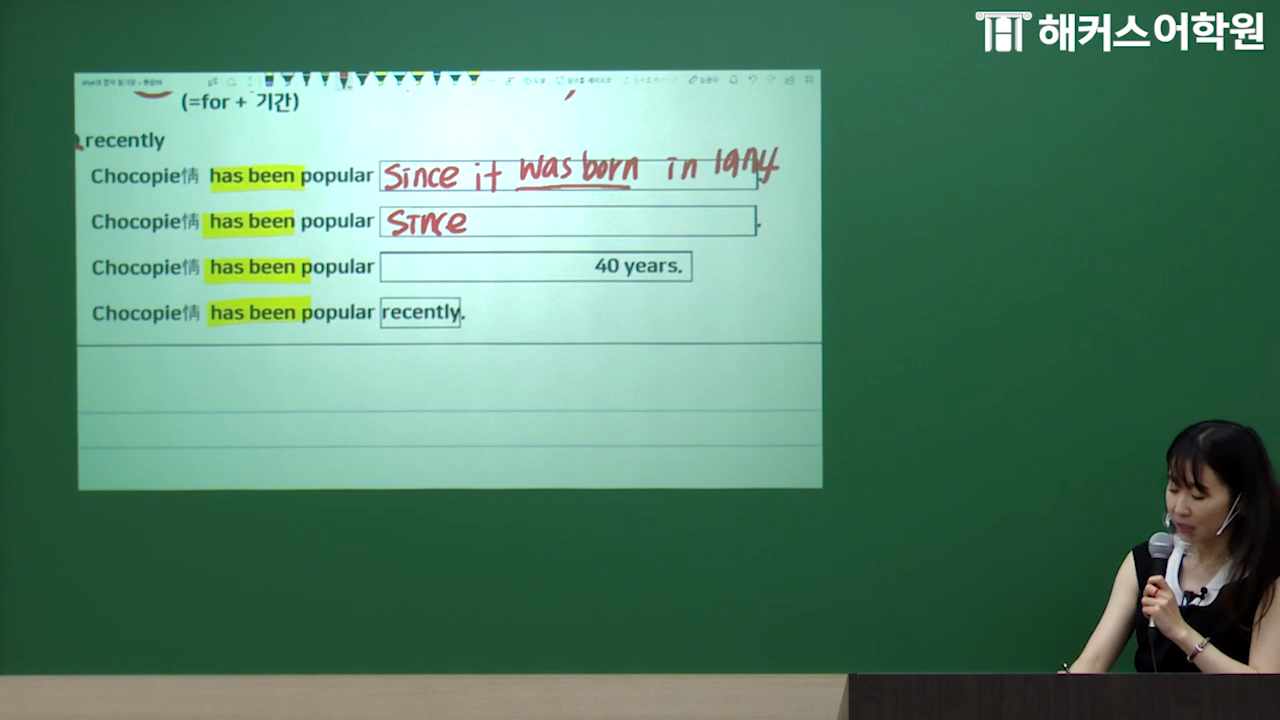 해커스어학원
(=for + 기간)
recently
Chocopie情 has been popular since it was born in 1974.
Chocopie情 has been popular since .
Chocopie情 has been popular 40 years.
Chocopie情 has been popular recently.